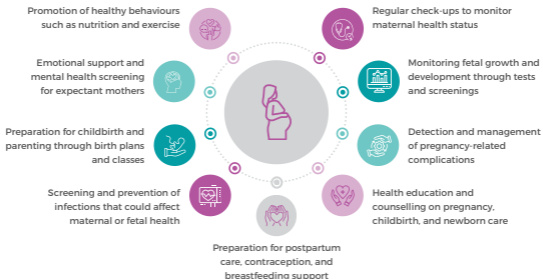 Promotion of healthy behaviours
such as nutrition and exercise
Regular check-ups to monitor
maternal health status
Emotional support and
mental health screening
for expectant mothers
Monitoring fetal growth and
development through tests
and screenings
Preparation for childbirth and
parenting through birth plans
and classes
Detection and management
of pregnancy-related
complications
Screening and prevention of
infections that could affect
maternal or fetal health
Health education and
counselling on pregnancy,
childbirth, and newborn care
Preparation for postpartum
care, contraception, and
breastfeeding support